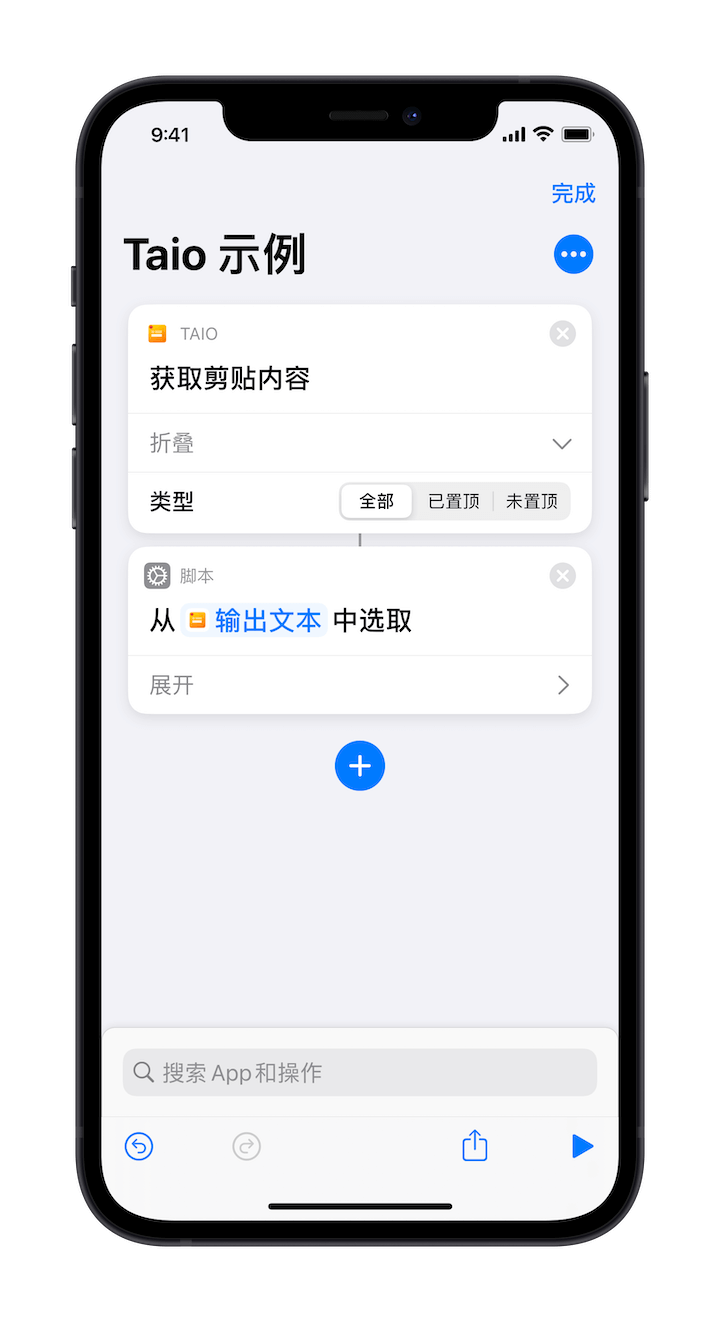 9:41
完成
Taio 示例
TAIO
获取剪贴内容
折叠
类型 全部 已置顶 未置顶
脚本
从 输出文本 中选取
展开
搜索 App和操作